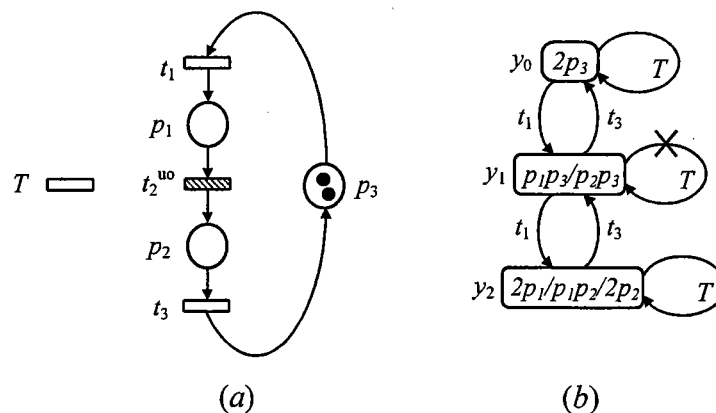 t₁
p₁
T
t₂ᵘᵒ
p₃
p₂
t₃
(a)
y₀
2p₃
T
t₁
t₃
y₁
p₁p₃/p₂p₃
T
t₁
t₃
y₂
2p₁/p₁p₂/2p₂
T
(b)